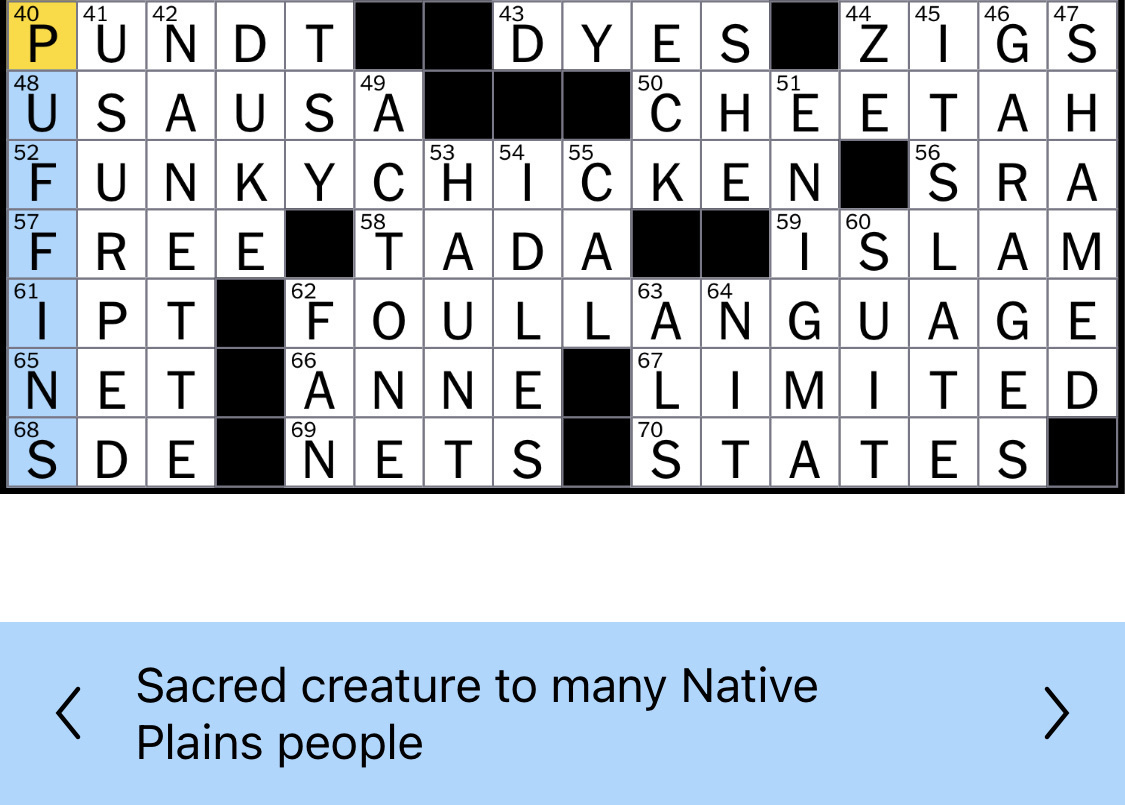 40 41 42 43 44 45 46 47
P U N D T D Y E S Z I G S
48 49 50 51
U S A U S A C H E E T A H
52 53 54 55 56
F U N K Y C H I C K E N S R A
57 58 59 60
F R E E T A D A I S L A M
61 62 63 64
I P T F O U L L A N G U A G E
65 66 67
N E T A N N E L I M I T E D
68 69 70
S D E N E T S S T A T E S
Sacred creature to many Native
Plains people